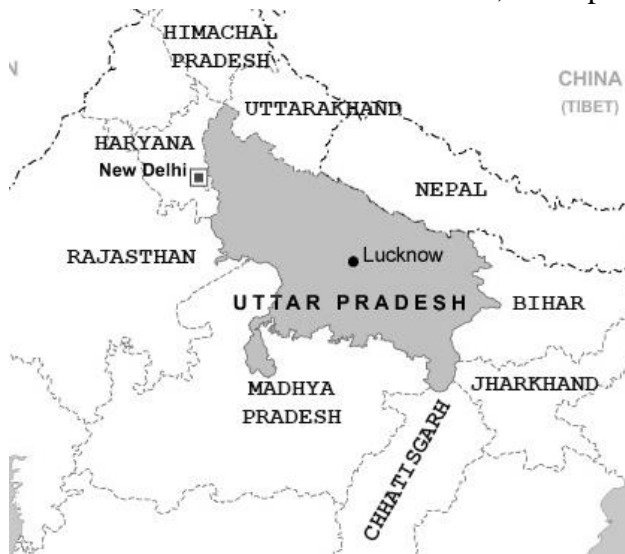 HIMACHAL
PRADESH
N
CHINA
(TIBET)
UTTARAKHAND
HARYANA
New Delhi
NEPAL
RAJASTHAN
Lucknow
UTTAR PRADESH
BIHAR
MADHYA
PRADESH
JHARKHAND
CHHATISGARH